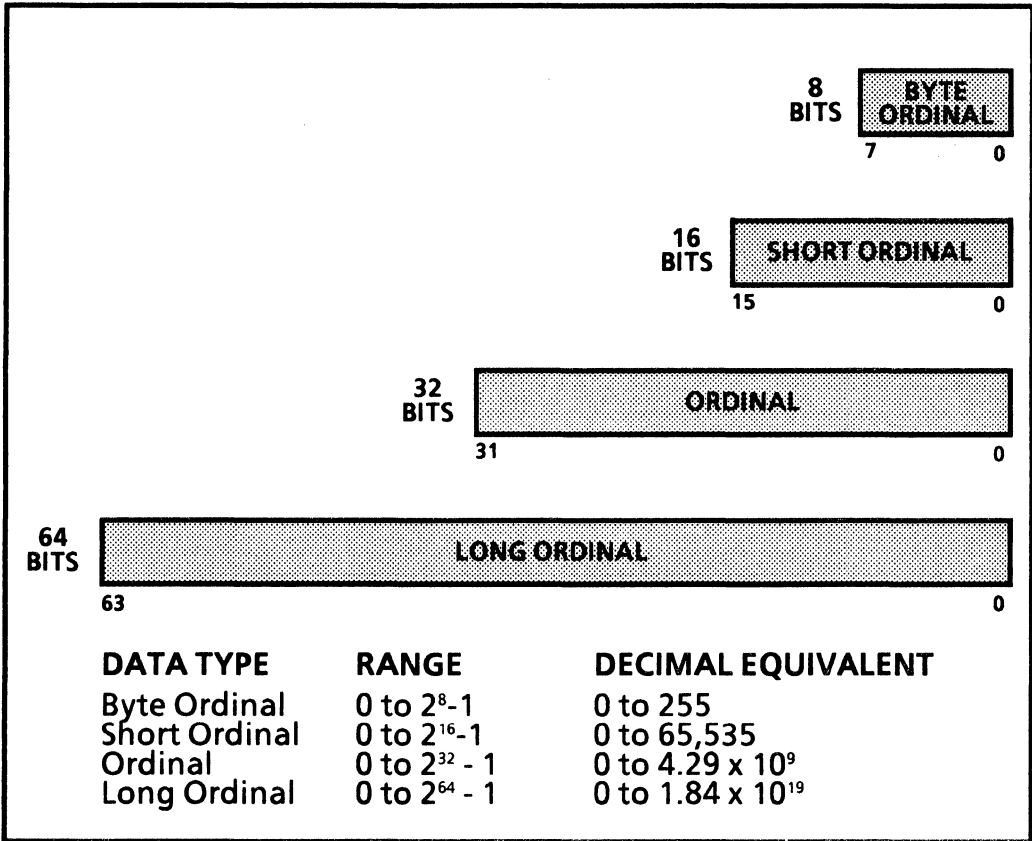 8
BITS
BYTE
ORDINAL
7 0
16
BITS
SHORT ORDINAL
15 0
32
BITS
ORDINAL
31 0
64
BITS
LONG ORDINAL
63 0
DATA TYPE RANGE DECIMAL EQUIVALENT
Byte Ordinal 0 to 2⁸-1 0 to 255
Short Ordinal 0 to 2¹⁶-1 0 to 65,535
Ordinal 0 to 2³² - 1 0 to 4.29 x 10⁹
Long Ordinal 0 to 2⁶⁴ - 1 0 to 1.84 x 10¹⁹